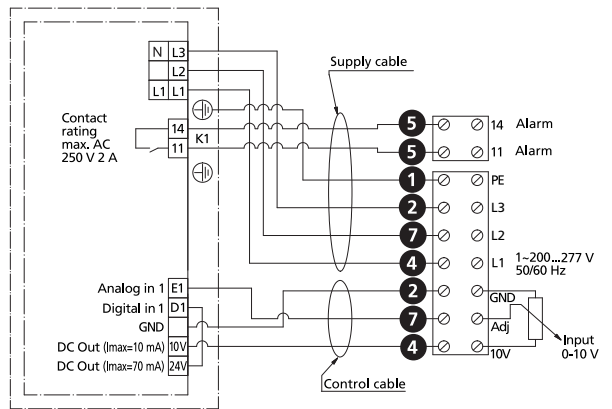 N L3
L2
L1 L1
Contact
rating
max. AC
250 V 2 A
14
11
K1
Supply cable
5 14 Alarm
5 11 Alarm
1 PE
2 L3
7 L2
4 L1
1~200...277 V
50/60 Hz
2 GND
7 Adj
4 10V
Input
0-10 V
Analog in 1 E1
Digital in 1 D1
GND
DC Out (Imax=10 mA) 10V
DC Out (Imax=70 mA) 24V
Control cable